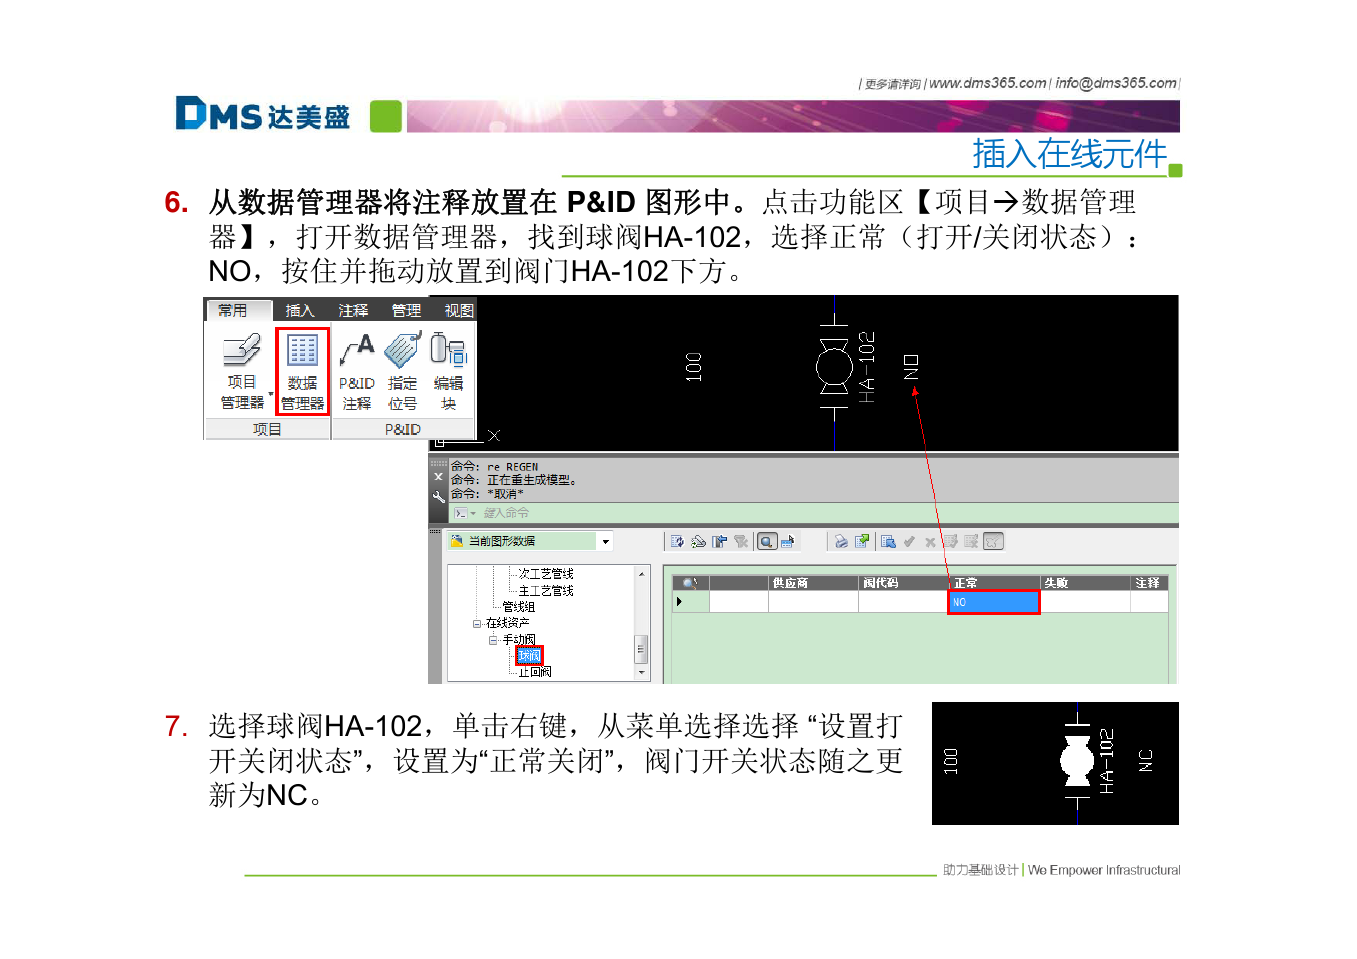 | 更多请详询 | www.dms365.com | info@dms365.com |
DMS 达美盛
插入在线元件
6. 从数据管理器将注释放置在 P&ID 图形中。点击功能区【项目→数据管理
器】，打开数据管理器，找到球阀HA-102，选择正常（打开/关闭状态）：
NO，按住并拖动放置到阀门HA-102下方。
常用 插入 注释 管理 视图
项目 数据 P&ID 指定 编辑
管理器 管理器 注释 位号 块
项目 P&ID
100
HA-102
NO
X
命令: re REGEN
命令: 正在重生成模型。
命令: *取消*
键入命令
当前图形数据
次工艺管线
主工艺管线
管线组
在线资产
手动阀
球阀
止回阀
供应商 阀代码 正常 失败 注释
NO
7. 选择球阀HA-102，单击右键，从菜单选择选择 “设置打
开关闭状态”，设置为“正常关闭”，阀门开关状态随之更
新为NC。
100
HA-102
NC
助力基础设计 | We Empower Infrastructural